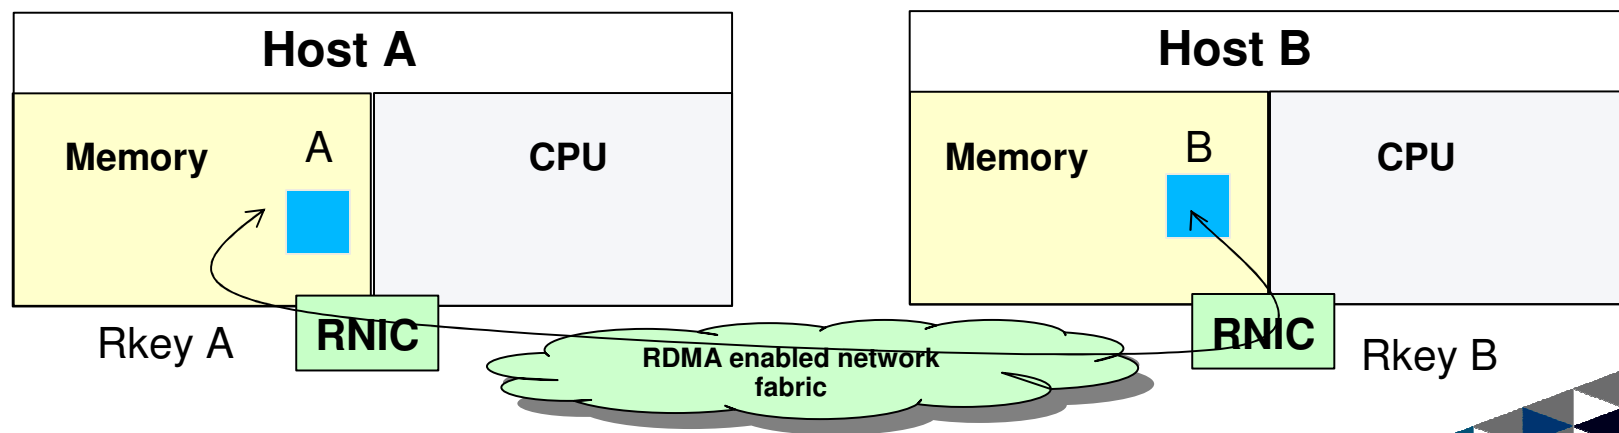 Host A
Host B
Memory
A
CPU
Memory
B
CPU
Rkey A
RNIC
RDMA enabled network
fabric
RNIC
Rkey B